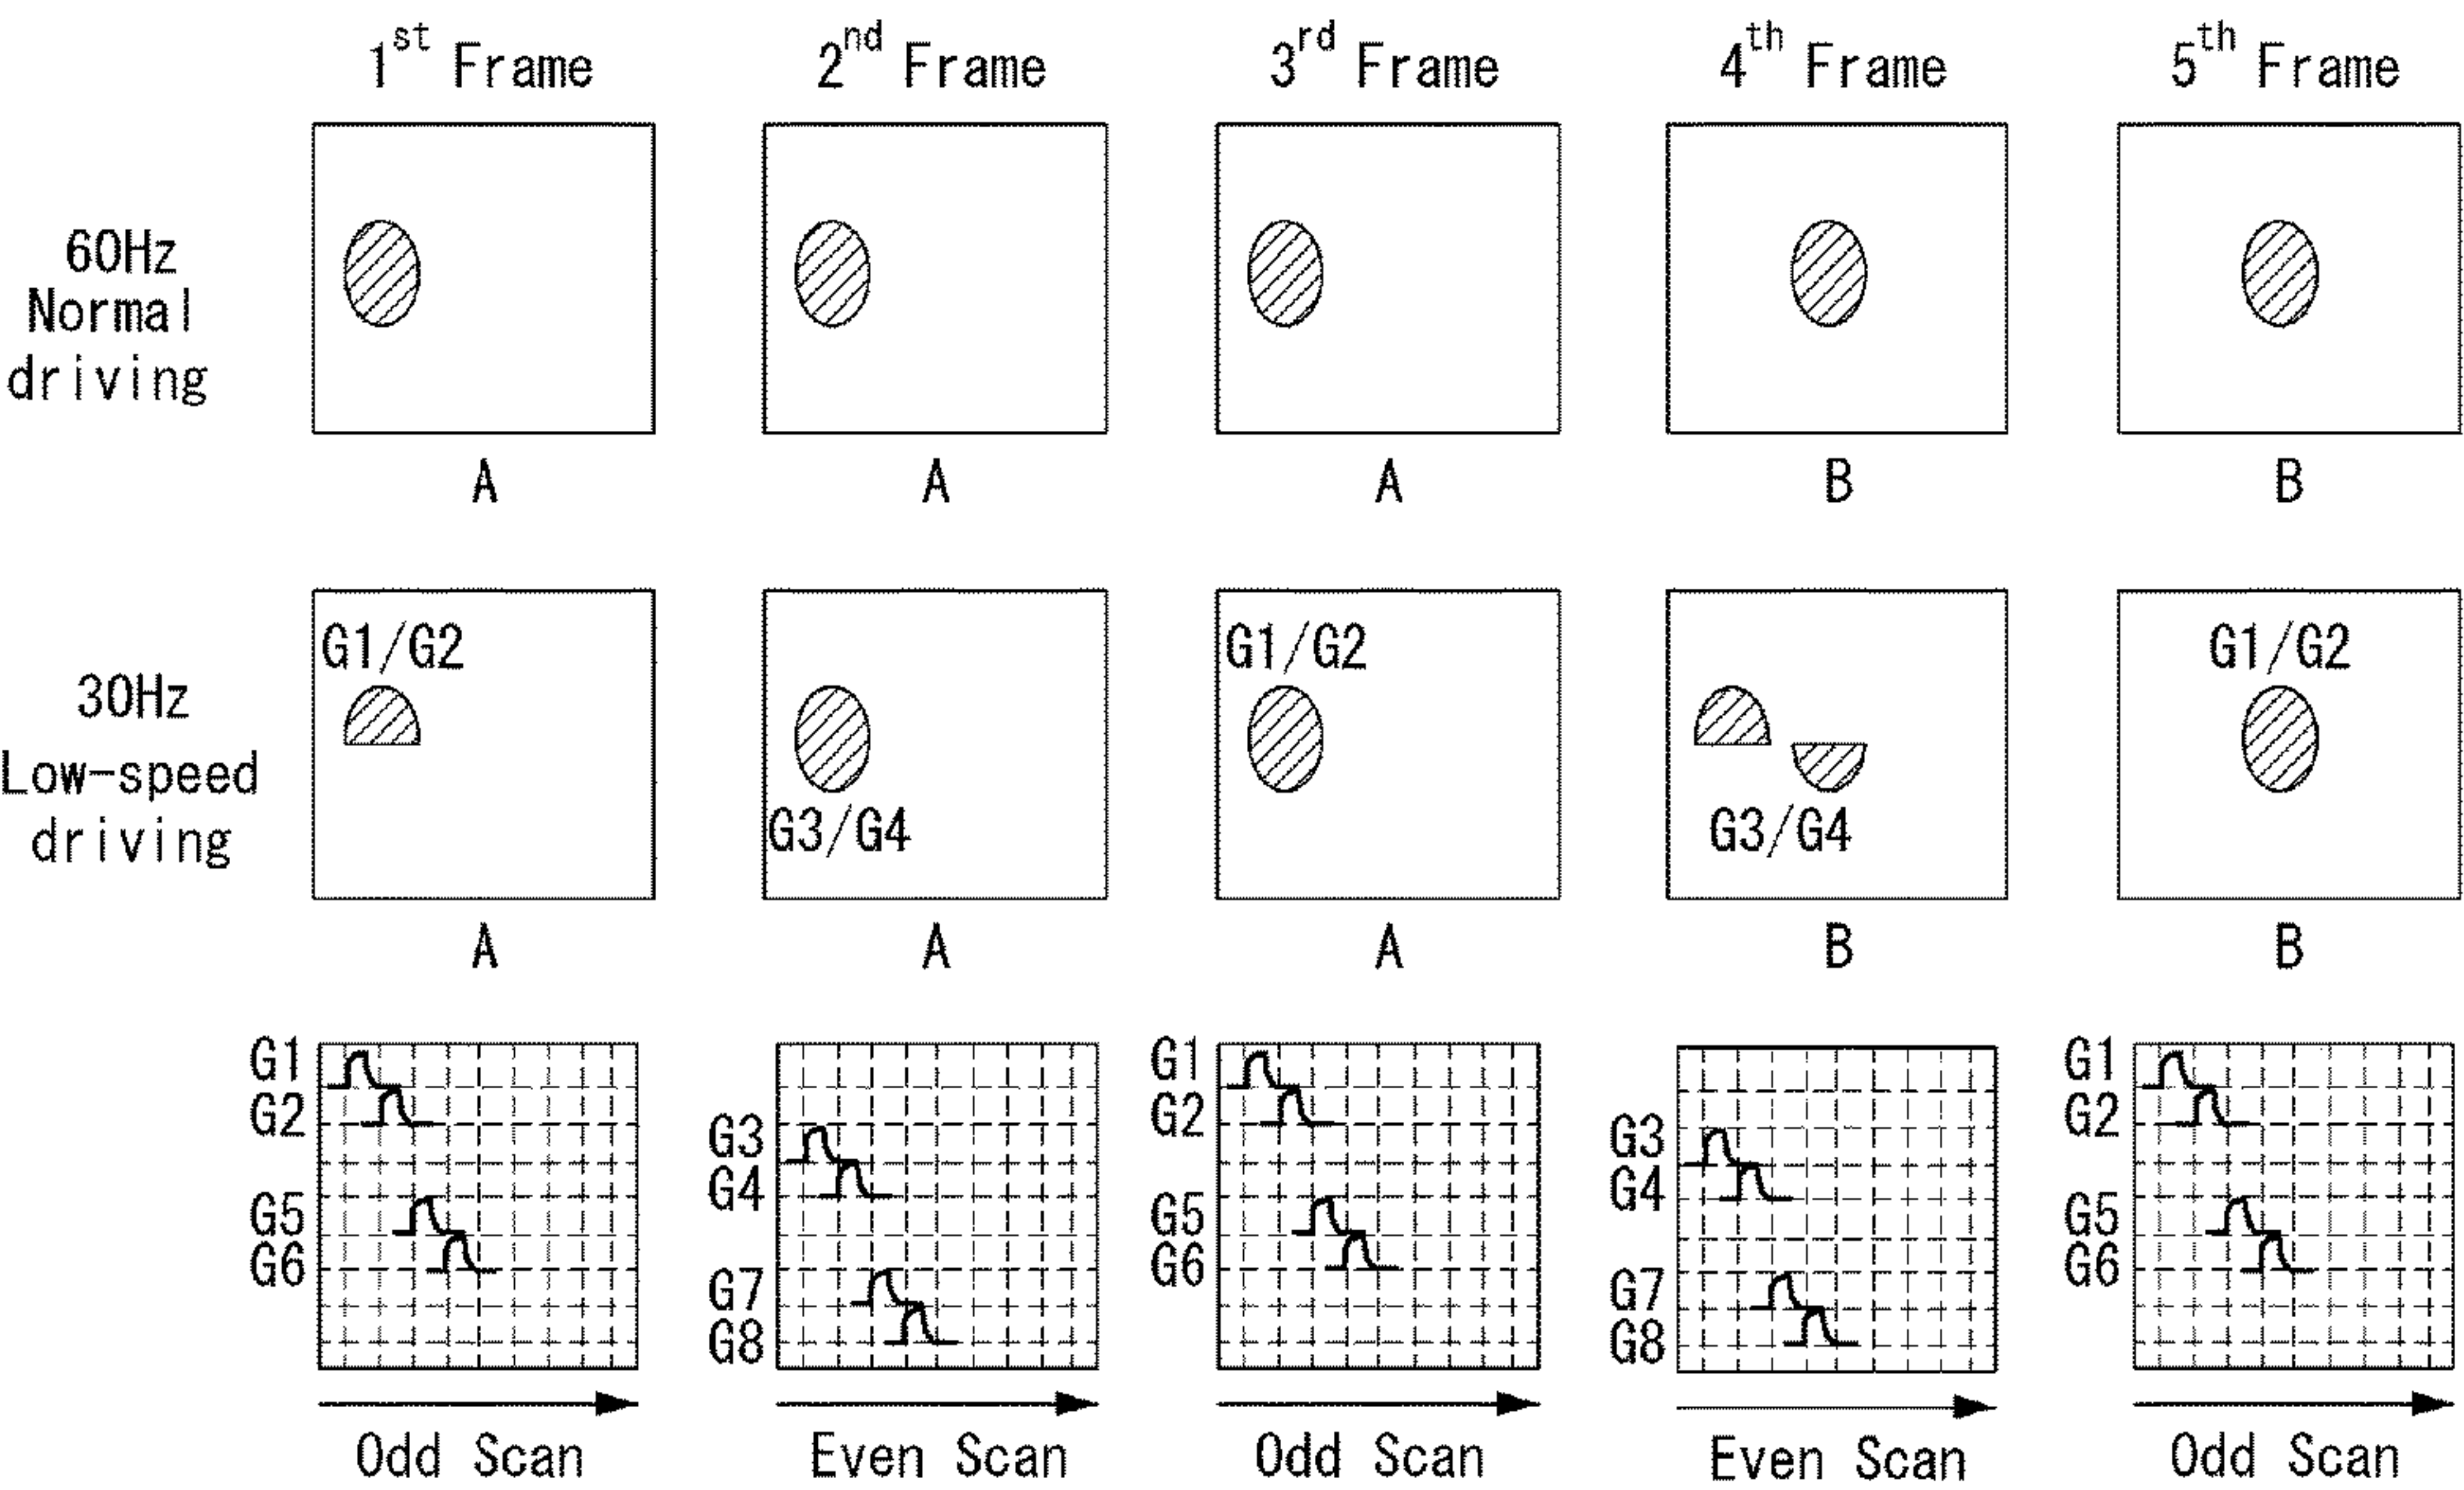 1st Frame 2nd Frame 3rd Frame 4th Frame 5th Frame
60Hz
Normal
driving
A A A B B
30Hz
Low-speed
driving
G1/G2 G1/G2 G1/G2
G3/G4 G3/G4
A A A B B
G1
G2
G5
G6
Odd Scan
G3
G4
G7
G8
Even Scan
G1
G2
G5
G6
Odd Scan
G3
G4
G7
G8
Even Scan
G1
G2
G5
G6
Odd Scan